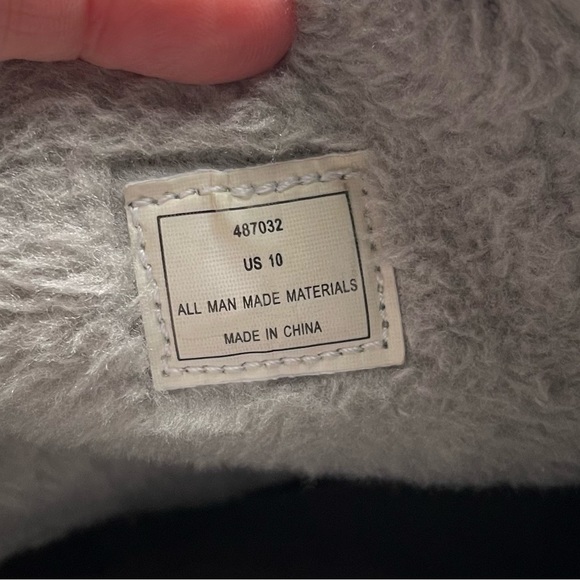 487032
US 10
ALL MAN MADE MATERIALS
MADE IN CHINA